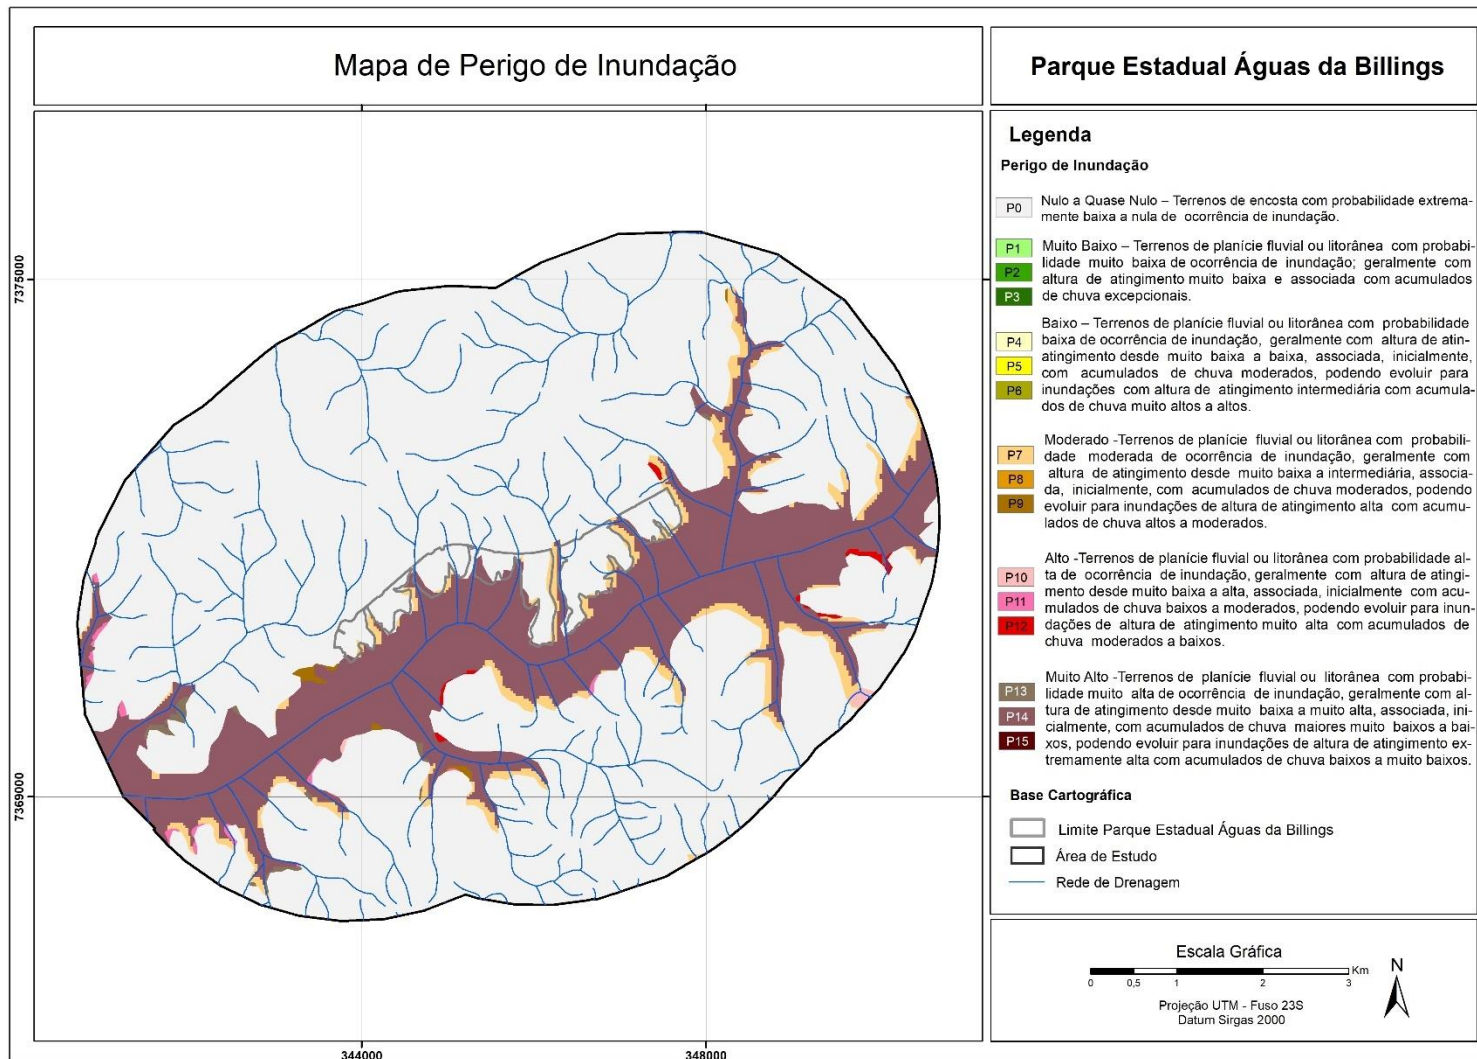 Mapa de Perigo de Inundação
Parque Estadual Águas da Billings
7375000
7369000
344000
348000
Legenda
Perigo de Inundação
P0
Nulo a Quase Nulo – Terrenos de encosta com probabilidade extrema-
mente baixa a nula de ocorrência de inundação.
P1
P2
P3
Muito Baixo – Terrenos de planície fluvial ou litorânea com probabi-
lidade muito baixa de ocorrência de inundação; geralmente com
altura de atingimento muito baixa e associada com acumulados
de chuva excepcionais.
P4
P5
P6
Baixo – Terrenos de planície fluvial ou litorânea com probabilidade
baixa de ocorrência de inundação, geralmente com altura de atin-
atingimento desde muito baixa a baixa, associada, inicialmente,
com acumulados de chuva moderados, podendo evoluir para
inundações com altura de atingimento intermediária com acumula-
dos de chuva muito altos a altos.
P7
P8
P9
Moderado -Terrenos de planície fluvial ou litorânea com probabili-
dade moderada de ocorrência de inundação, geralmente com
altura de atingimento desde muito baixa a intermediária, associa-
da, inicialmente, com acumulados de chuva moderados, podendo
evoluir para inundações de altura de atingimento alta com acumu-
lados de chuva altos a moderados.
P10
P11
P12
Alto -Terrenos de planície fluvial ou litorânea com probabilidade al-
ta de ocorrência de inundação, geralmente com altura de atingi-
mento desde muito baixa a alta, associada, inicialmente com acu-
mulados de chuva baixos a moderados, podendo evoluir para inun-
dações de altura de atingimento muito alta com acumulados de
chuva moderados a baixos.
P13
P14
P15
Muito Alto -Terrenos de planície fluvial ou litorânea com probabi-
lidade muito alta de ocorrência de inundação, geralmente com al-
tura de atingimento desde muito baixa a muito alta, associada, ini-
cialmente, com acumulados de chuva maiores muito baixos a bai-
xos, podendo evoluir para inundações de altura de atingimento ex-
tremamente alta com acumulados de chuva baixos a muito baixos.
Base Cartográfica
Limite Parque Estadual Águas da Billings
Área de Estudo
Rede de Drenagem
Escala Gráfica
Km
0 0,5 1 2 3
N
Projeção UTM - Fuso 23S
Datum Sirgas 2000